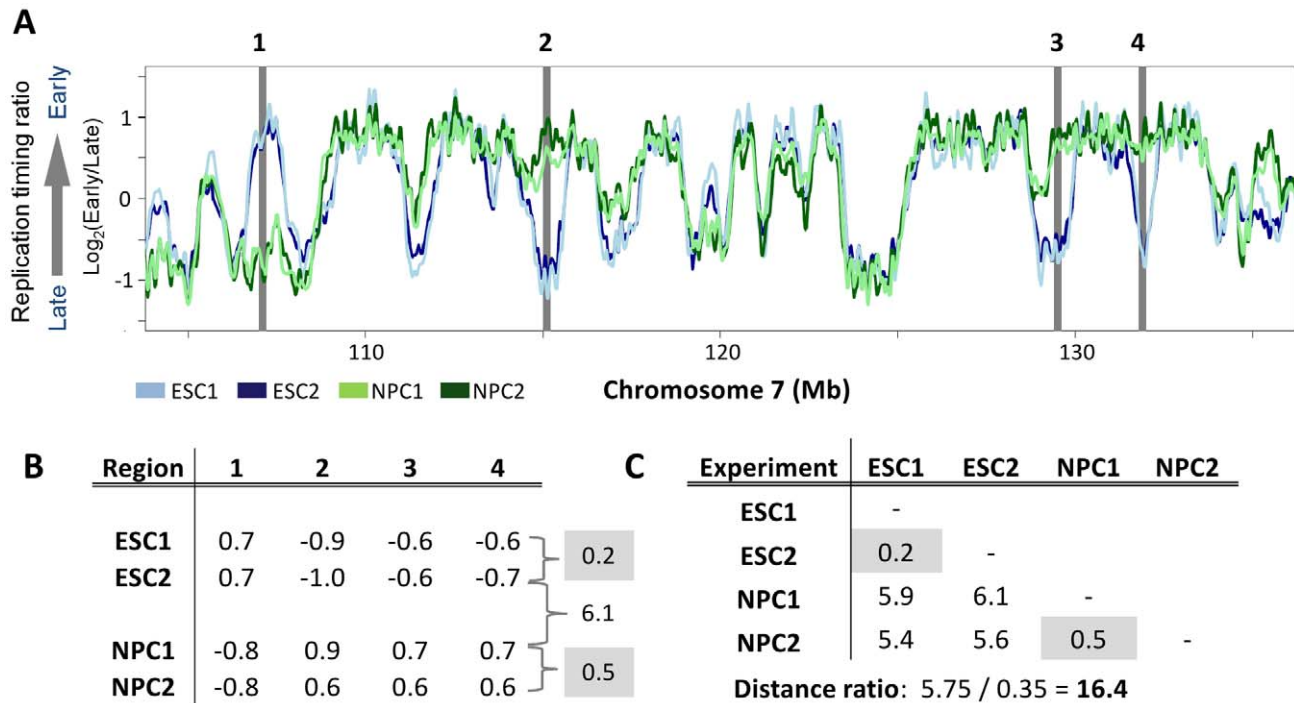 A
1 2 3 4
Replication timing ratio
Late Early
Log2(Early/Late)
1
0
-1
110 120 130
ESC1 ESC2 NPC1 NPC2 Chromosome 7 (Mb)
B
Region 1 2 3 4
ESC1 0.7 -0.9 -0.6 -0.6
0.2
ESC2 0.7 -1.0 -0.6 -0.7
6.1
NPC1 -0.8 0.9 0.7 0.7
0.5
NPC2 -0.8 0.6 0.6 0.6
C
Experiment ESC1 ESC2 NPC1 NPC2
ESC1 -
ESC2 0.2 -
NPC1 5.9 6.1 -
NPC2 5.4 5.6 0.5 -
Distance ratio: 5.75 / 0.35 = 16.4